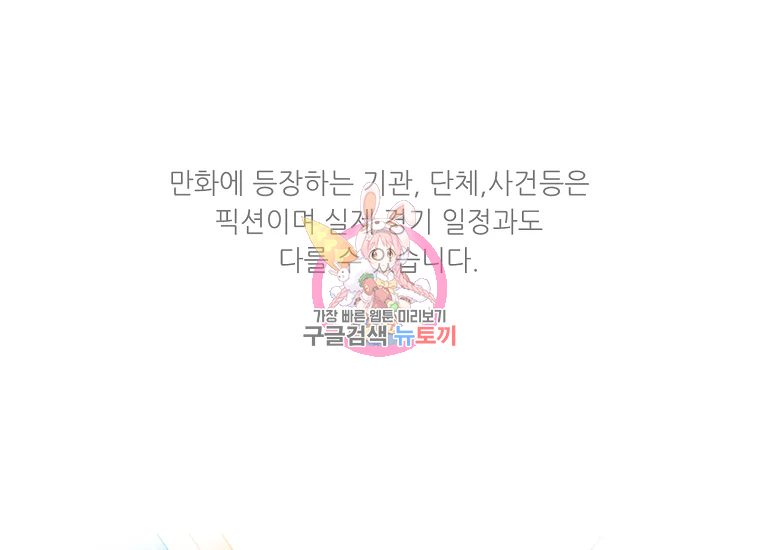 만화에 등장하는 기관, 단체,사건등은
픽션이며 실제 경기 일정과도
다를 수 있습니다.
가장 빠른 웹툰 미리보기
구글검색 뉴토끼